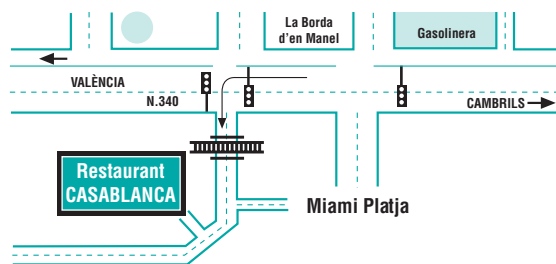 La Borda
d'en Manel
Gasolinera
VALÈNCIA
N.340
CAMBRILS
Restaurant
CASABLANCA
Miami Platja